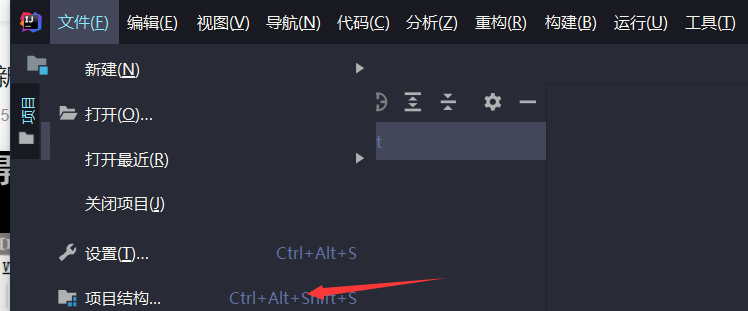 文件(F) 编辑(E) 视图(V) 导航(N) 代码(C) 分析(Z) 重构(R) 构建(B) 运行(U) 工具(T)
新建(N)
项目
打开(O)...
打开最近(R)
关闭项目(J)
设置(T)... Ctrl+Alt+S
项目结构... Ctrl+Alt+Shift+S